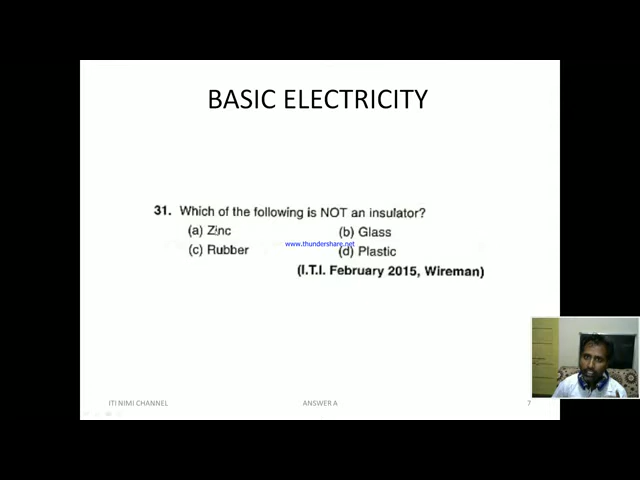 BASIC ELECTRICITY
31. Which of the following is NOT an insulator?
(a) Zinc (b) Glass
www.thundershare.net
(c) Rubber (d) Plastic
(I.T.I. February 2015, Wireman)
ITI NIMI CHANNEL ANSWER A 7